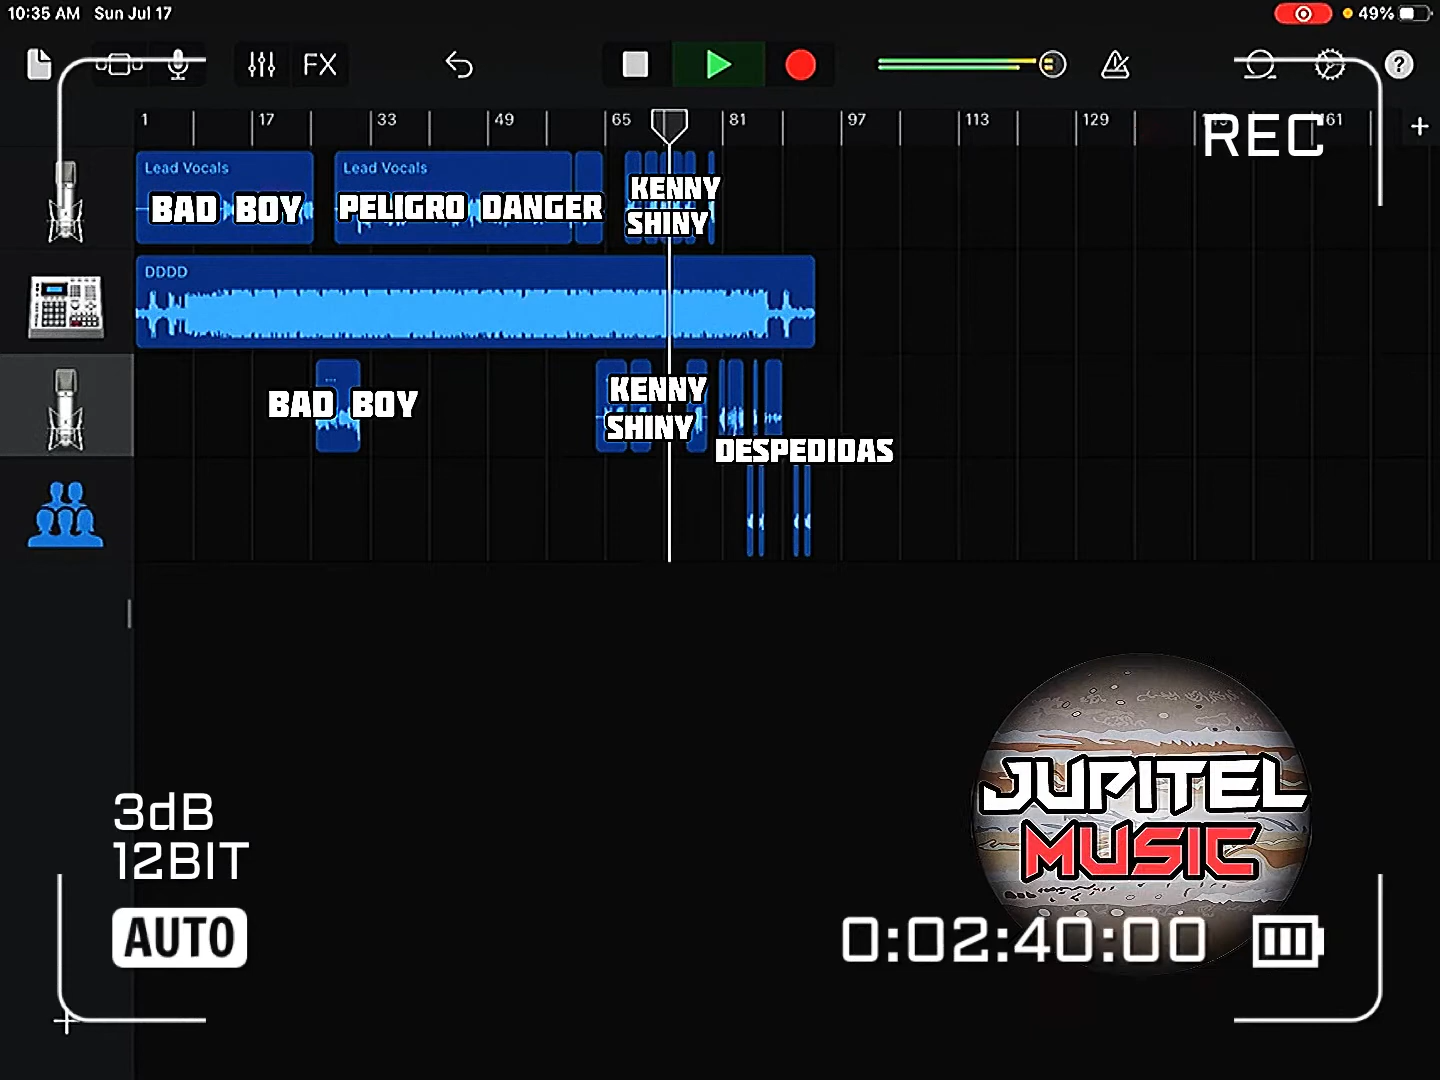 10:35 AM Sun Jul 17
49%
FX
?
1 17 33 49 65 81 97 113 129 145 161
REC
Lead Vocals
Lead Vocals
BAD BOY
PELIGRO DANGER
KENNY
SHINY
DDDD
BAD BOY
KENNY
SHINY
DESPEDIDAS
JUPITEL
MUSIC
3dB
12BIT
AUTO
0:02:40:00